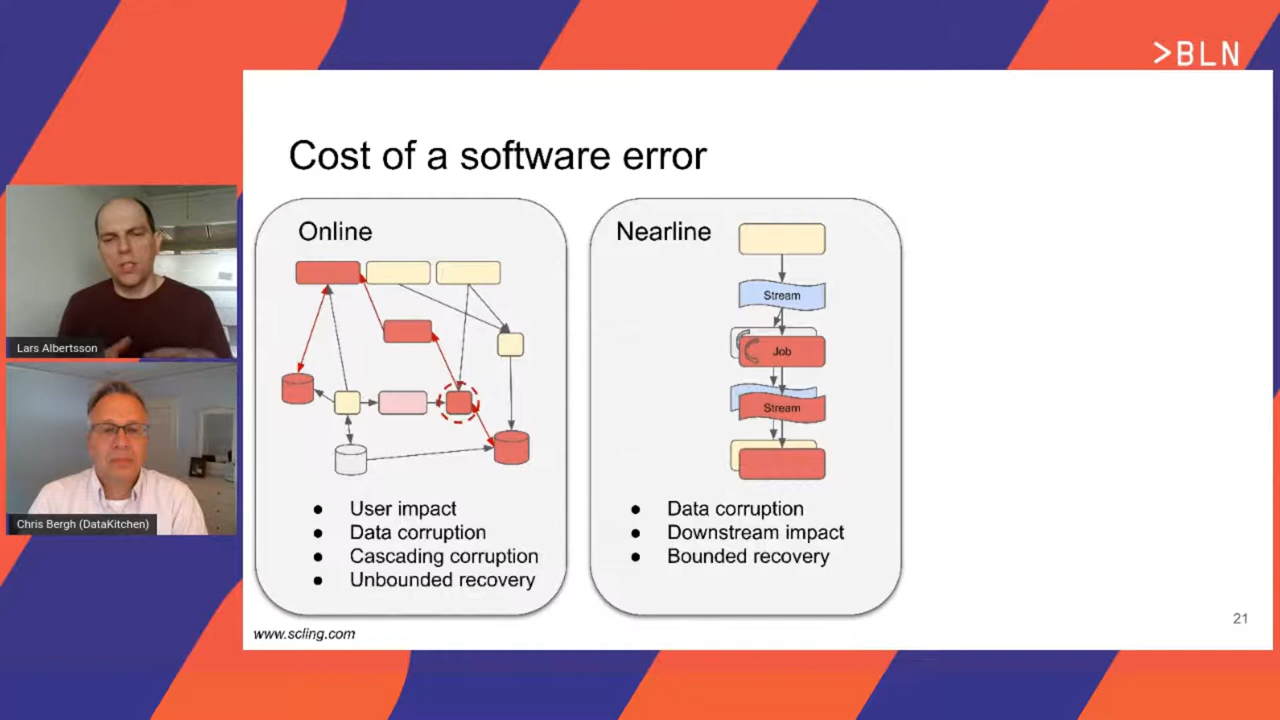 >BLN
Cost of a software error
Online
User impact
Data corruption
Cascading corruption
Unbounded recovery
Nearline
Stream
Job
Stream
Data corruption
Downstream impact
Bounded recovery
Lars Albertsson
Chris Bergh (DataKitchen)
www.scling.com
21